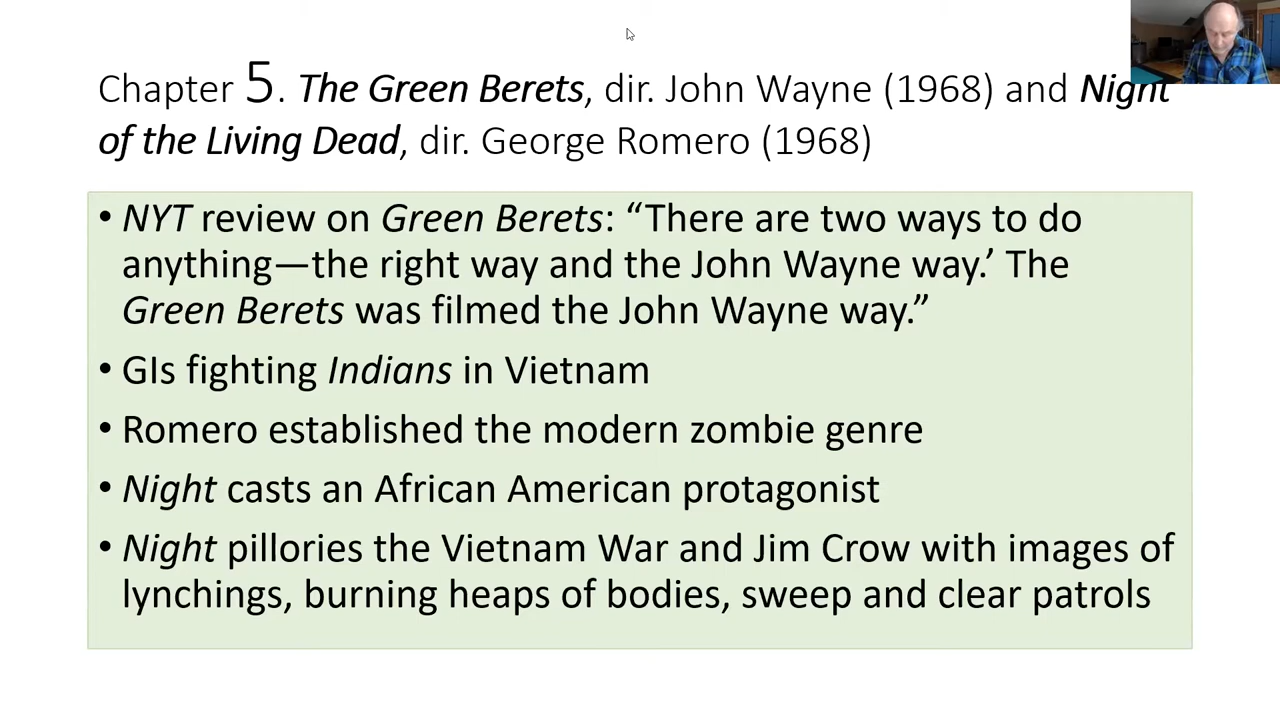 Chapter 5. The Green Berets, dir. John Wayne (1968) and Night
of the Living Dead, dir. George Romero (1968)
• NYT review on Green Berets: “There are two ways to do
anything—the right way and the John Wayne way.’ The
Green Berets was filmed the John Wayne way.”
• GIs fighting Indians in Vietnam
• Romero established the modern zombie genre
• Night casts an African American protagonist
• Night pillories the Vietnam War and Jim Crow with images of
lynchings, burning heaps of bodies, sweep and clear patrols